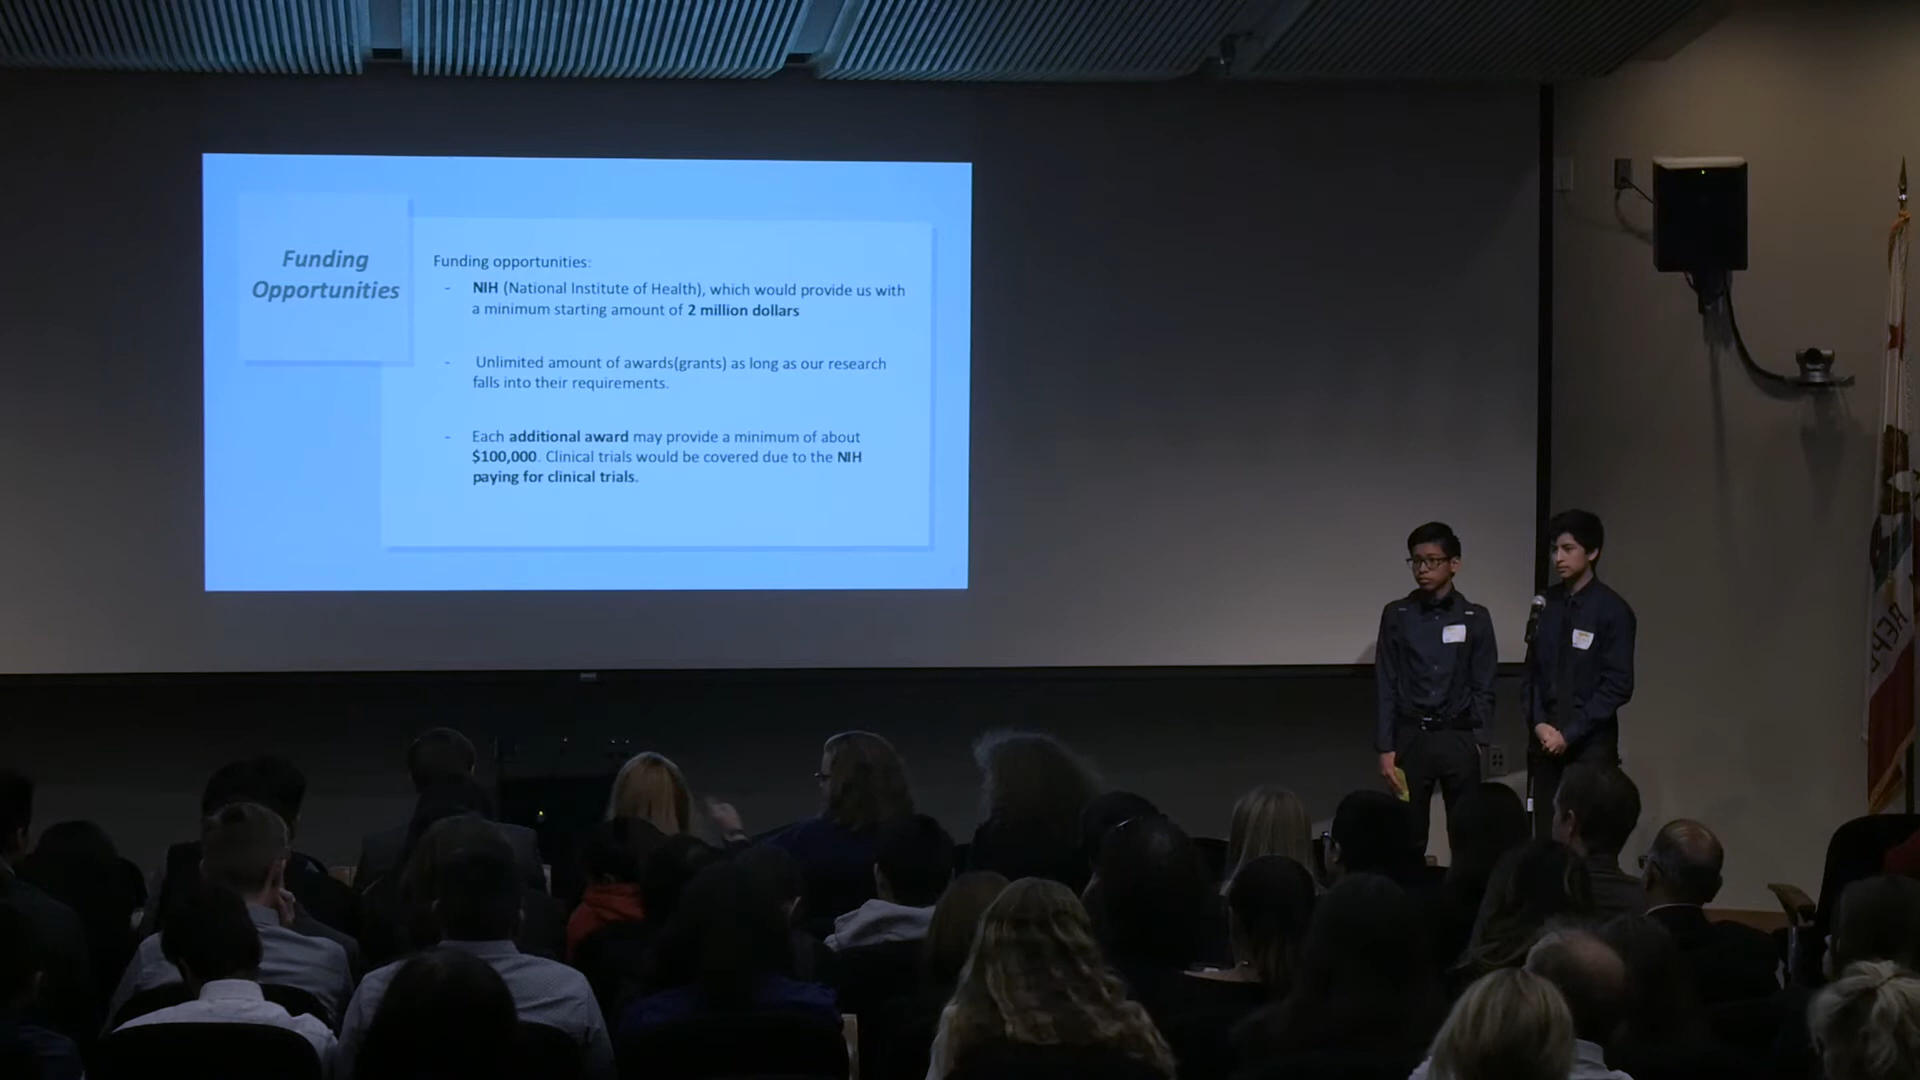 Funding
Opportunities
Funding opportunities:
- NIH (National Institute of Health), which would provide us with
a minimum starting amount of 2 million dollars
- Unlimited amount of awards(grants) as long as our research
falls into their requirements.
- Each additional award may provide a minimum of about
$100,000. Clinical trials would be covered due to the NIH
paying for clinical trials.